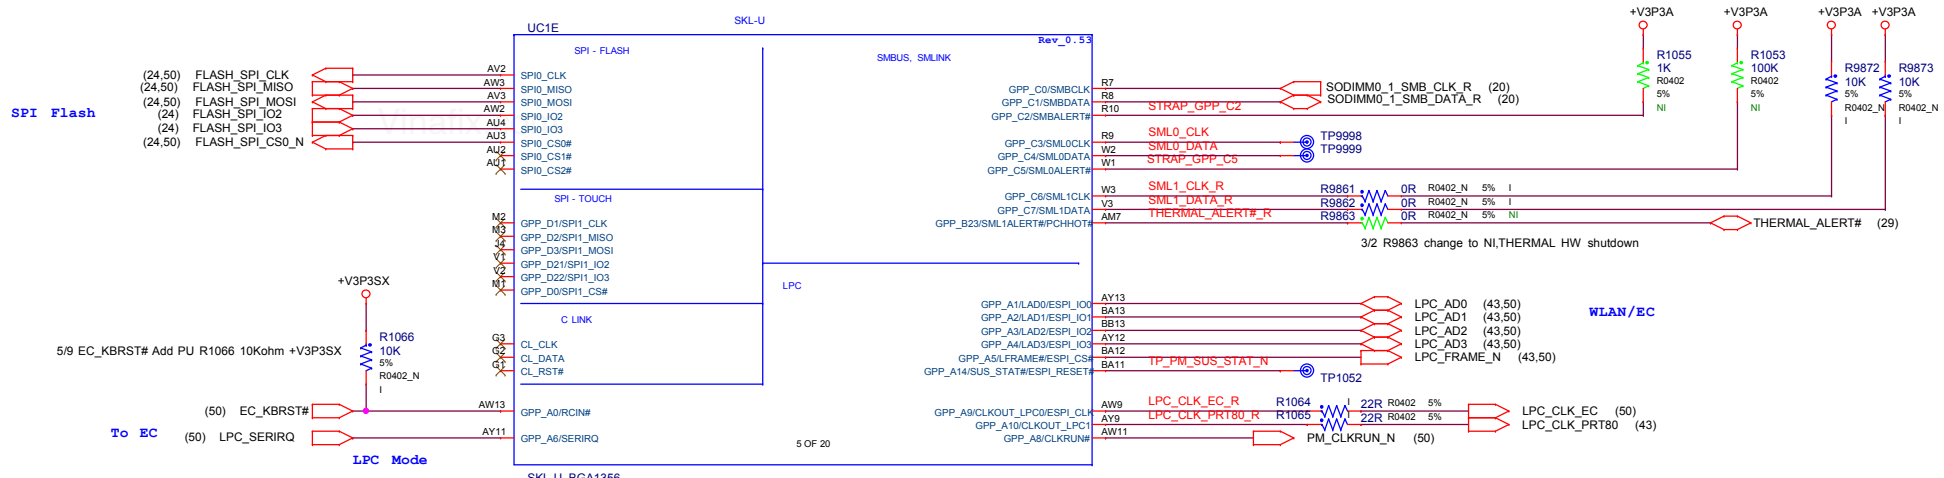 SKL-U
UC1E
Rev_0.53
SPI - FLASH
SMBUS, SMLINK
SPI Flash
(24,50) FLASH_SPI_CLK AV2 SPI0_CLK
(24,50) FLASH_SPI_MISO AW3 SPI0_MISO
(24,50) FLASH_SPI_MOSI AV3 SPI0_MOSI
(24) FLASH_SPI_IO2 AW2 SPI0_IO2
(24) FLASH_SPI_IO3 AU4 SPI0_IO3
(24,50) FLASH_SPI_CS0_N AU3 SPI0_CS0#
AU2 SPI0_CS1#
AU1 SPI0_CS2#
Vinafix
SPI - TOUCH
M2 GPP_D1/SPI1_CLK
M3 GPP_D2/SPI1_MISO
J4 GPP_D3/SPI1_MOSI
V1 GPP_D21/SPI1_IO2
V2 GPP_D22/SPI1_IO3
M1 GPP_D0/SPI1_CS#
C LINK
G3 CL_CLK
G2 CL_DATA
G1 CL_RST#
+V3P3SX
R1066
10K
5%
R0402_N
I
5/9 EC_KBRST# Add PU R1066 10Kohm +V3P3SX
(50) EC_KBRST# AW13 GPP_A0/RCIN#
To EC
(50) LPC_SERIRQ AY11 GPP_A6/SERIRQ
LPC Mode
5 OF 20
SKL-U_BGA1356
GPP_C0/SMBCLK R7 SODIMM0_1_SMB_CLK_R (20)
GPP_C1/SMBDATA R8 SODIMM0_1_SMB_DATA_R (20)
GPP_C2/SMBALERT# R10 STRAP_GPP_C2
GPP_C3/SML0CLK R9 SML0_CLK TP9998
GPP_C4/SML0DATA W2 SML0_DATA TP9999
GPP_C5/SML0ALERT# W1 STRAP_GPP_C5
GPP_C6/SML1CLK W3 SML1_CLK_R R9861 0R R0402_N 5% I
GPP_C7/SML1DATA V3 SML1_DATA_R R9862 0R R0402_N 5% I
GPP_B23/SML1ALERT#/PCHHOT# AM7 THERMAL_ALERT#_R R9863 0R R0402_N 5% NI THERMAL_ALERT# (29)
3/2 R9863 change to NI,THERMAL HW shutdown
+V3P3A
R1055
1K
R0402
5%
NI
+V3P3A
R1053
100K
R0402
5%
NI
+V3P3A
R9872
10K
5%
R0402_N
I
+V3P3A
R9873
10K
5%
R0402_N
I
LPC
WLAN/EC
GPP_A1/LAD0/ESPI_IO0 AY13 LPC_AD0 (43,50)
GPP_A2/LAD1/ESPI_IO1 BA13 LPC_AD1 (43,50)
GPP_A3/LAD2/ESPI_IO2 BB13 LPC_AD2 (43,50)
GPP_A4/LAD3/ESPI_IO3 AY12 LPC_AD3 (43,50)
GPP_A5/LFRAME#/ESPI_CS# BA12 LPC_FRAME_N (43,50)
GPP_A14/SUS_STAT#/ESPI_RESET# BA11 TP_PM_SUS_STAT_N TP1052
GPP_A9/CLKOUT_LPC0/ESPI_CLK AW9 LPC_CLK_EC_R R1064 I 22R R0402 5% LPC_CLK_EC (50)
GPP_A10/CLKOUT_LPC1 AY9 LPC_CLK_PRT80_R R1065 22R R0402 5% LPC_CLK_PRT80 (43)
GPP_A8/CLKRUN# AW11 PM_CLKRUN_N (50)